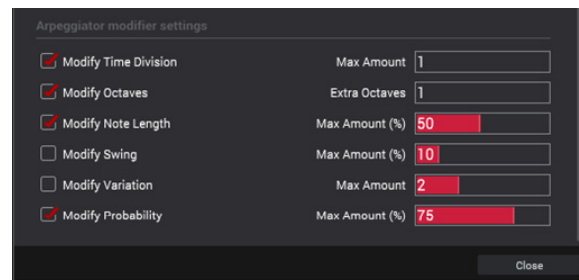 Arpeggiator modifier settings
Modify Time Division Max Amount 1
Modify Octaves Extra Octaves 1
Modify Note Length Max Amount (%) 50
Modify Swing Max Amount (%) 10
Modify Variation Max Amount 2
Modify Probability Max Amount (%) 75
Close